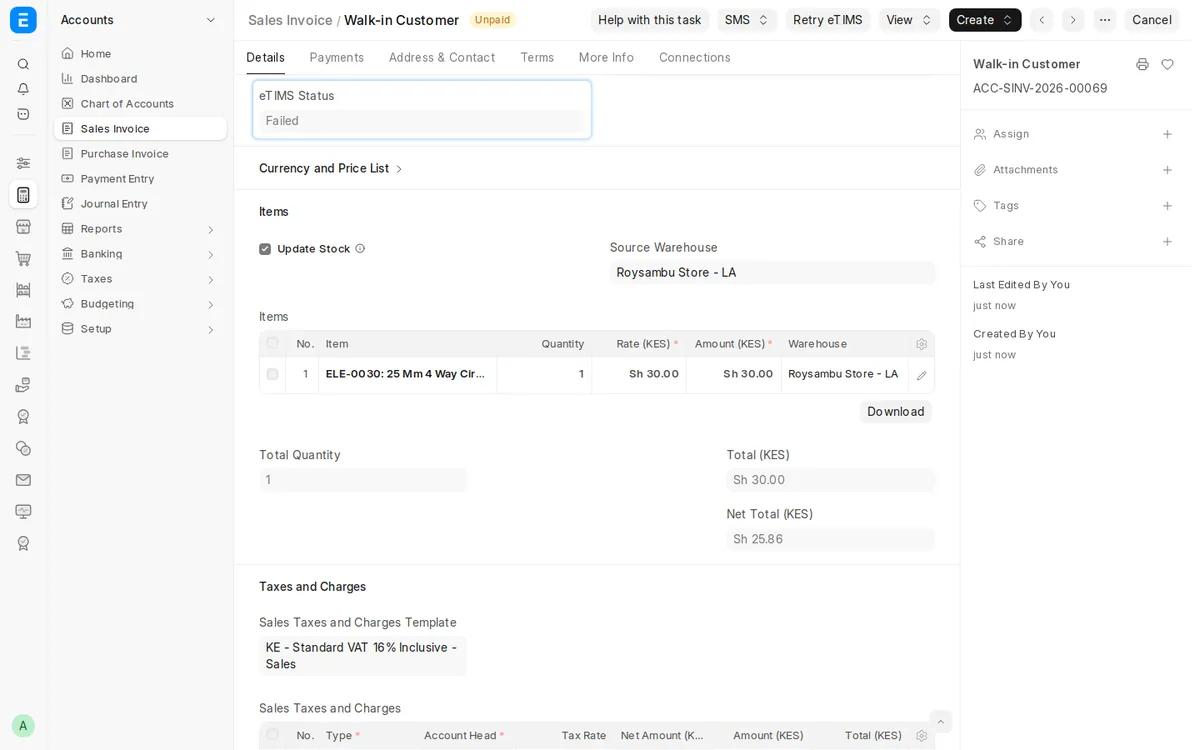 Accounts
Home
Dashboard
Chart of Accounts
Sales Invoice
Purchase Invoice
Payment Entry
Journal Entry
Reports
Banking
Taxes
Budgeting
Setup
A
Sales Invoice / Walk-in Customer Unpaid
Help with this task SMS Retry eTIMS View Create ... Cancel
Details Payments Address & Contact Terms More Info Connections
eTIMS Status
Failed
Currency and Price List
Items
Update Stock
Source Warehouse
Roysambu Store - LA
Items
No. Item Quantity Rate (KES) * Amount (KES) * Warehouse
1 ELE-0030: 25 Mm 4 Way Cir... 1 Sh 30.00 Sh 30.00 Roysambu Store - LA
Download
Total Quantity
1
Total (KES)
Sh 30.00
Net Total (KES)
Sh 25.86
Taxes and Charges
Sales Taxes and Charges Template
KE - Standard VAT 16% Inclusive -
Sales
Sales Taxes and Charges
No. Type * Account Head * Tax Rate Net Amount (K... Amount (KES) Total (KES)
Walk-in Customer
ACC-SINV-2026-00069
Assign
Attachments
Tags
Share
Last Edited By You
just now
Created By You
just now